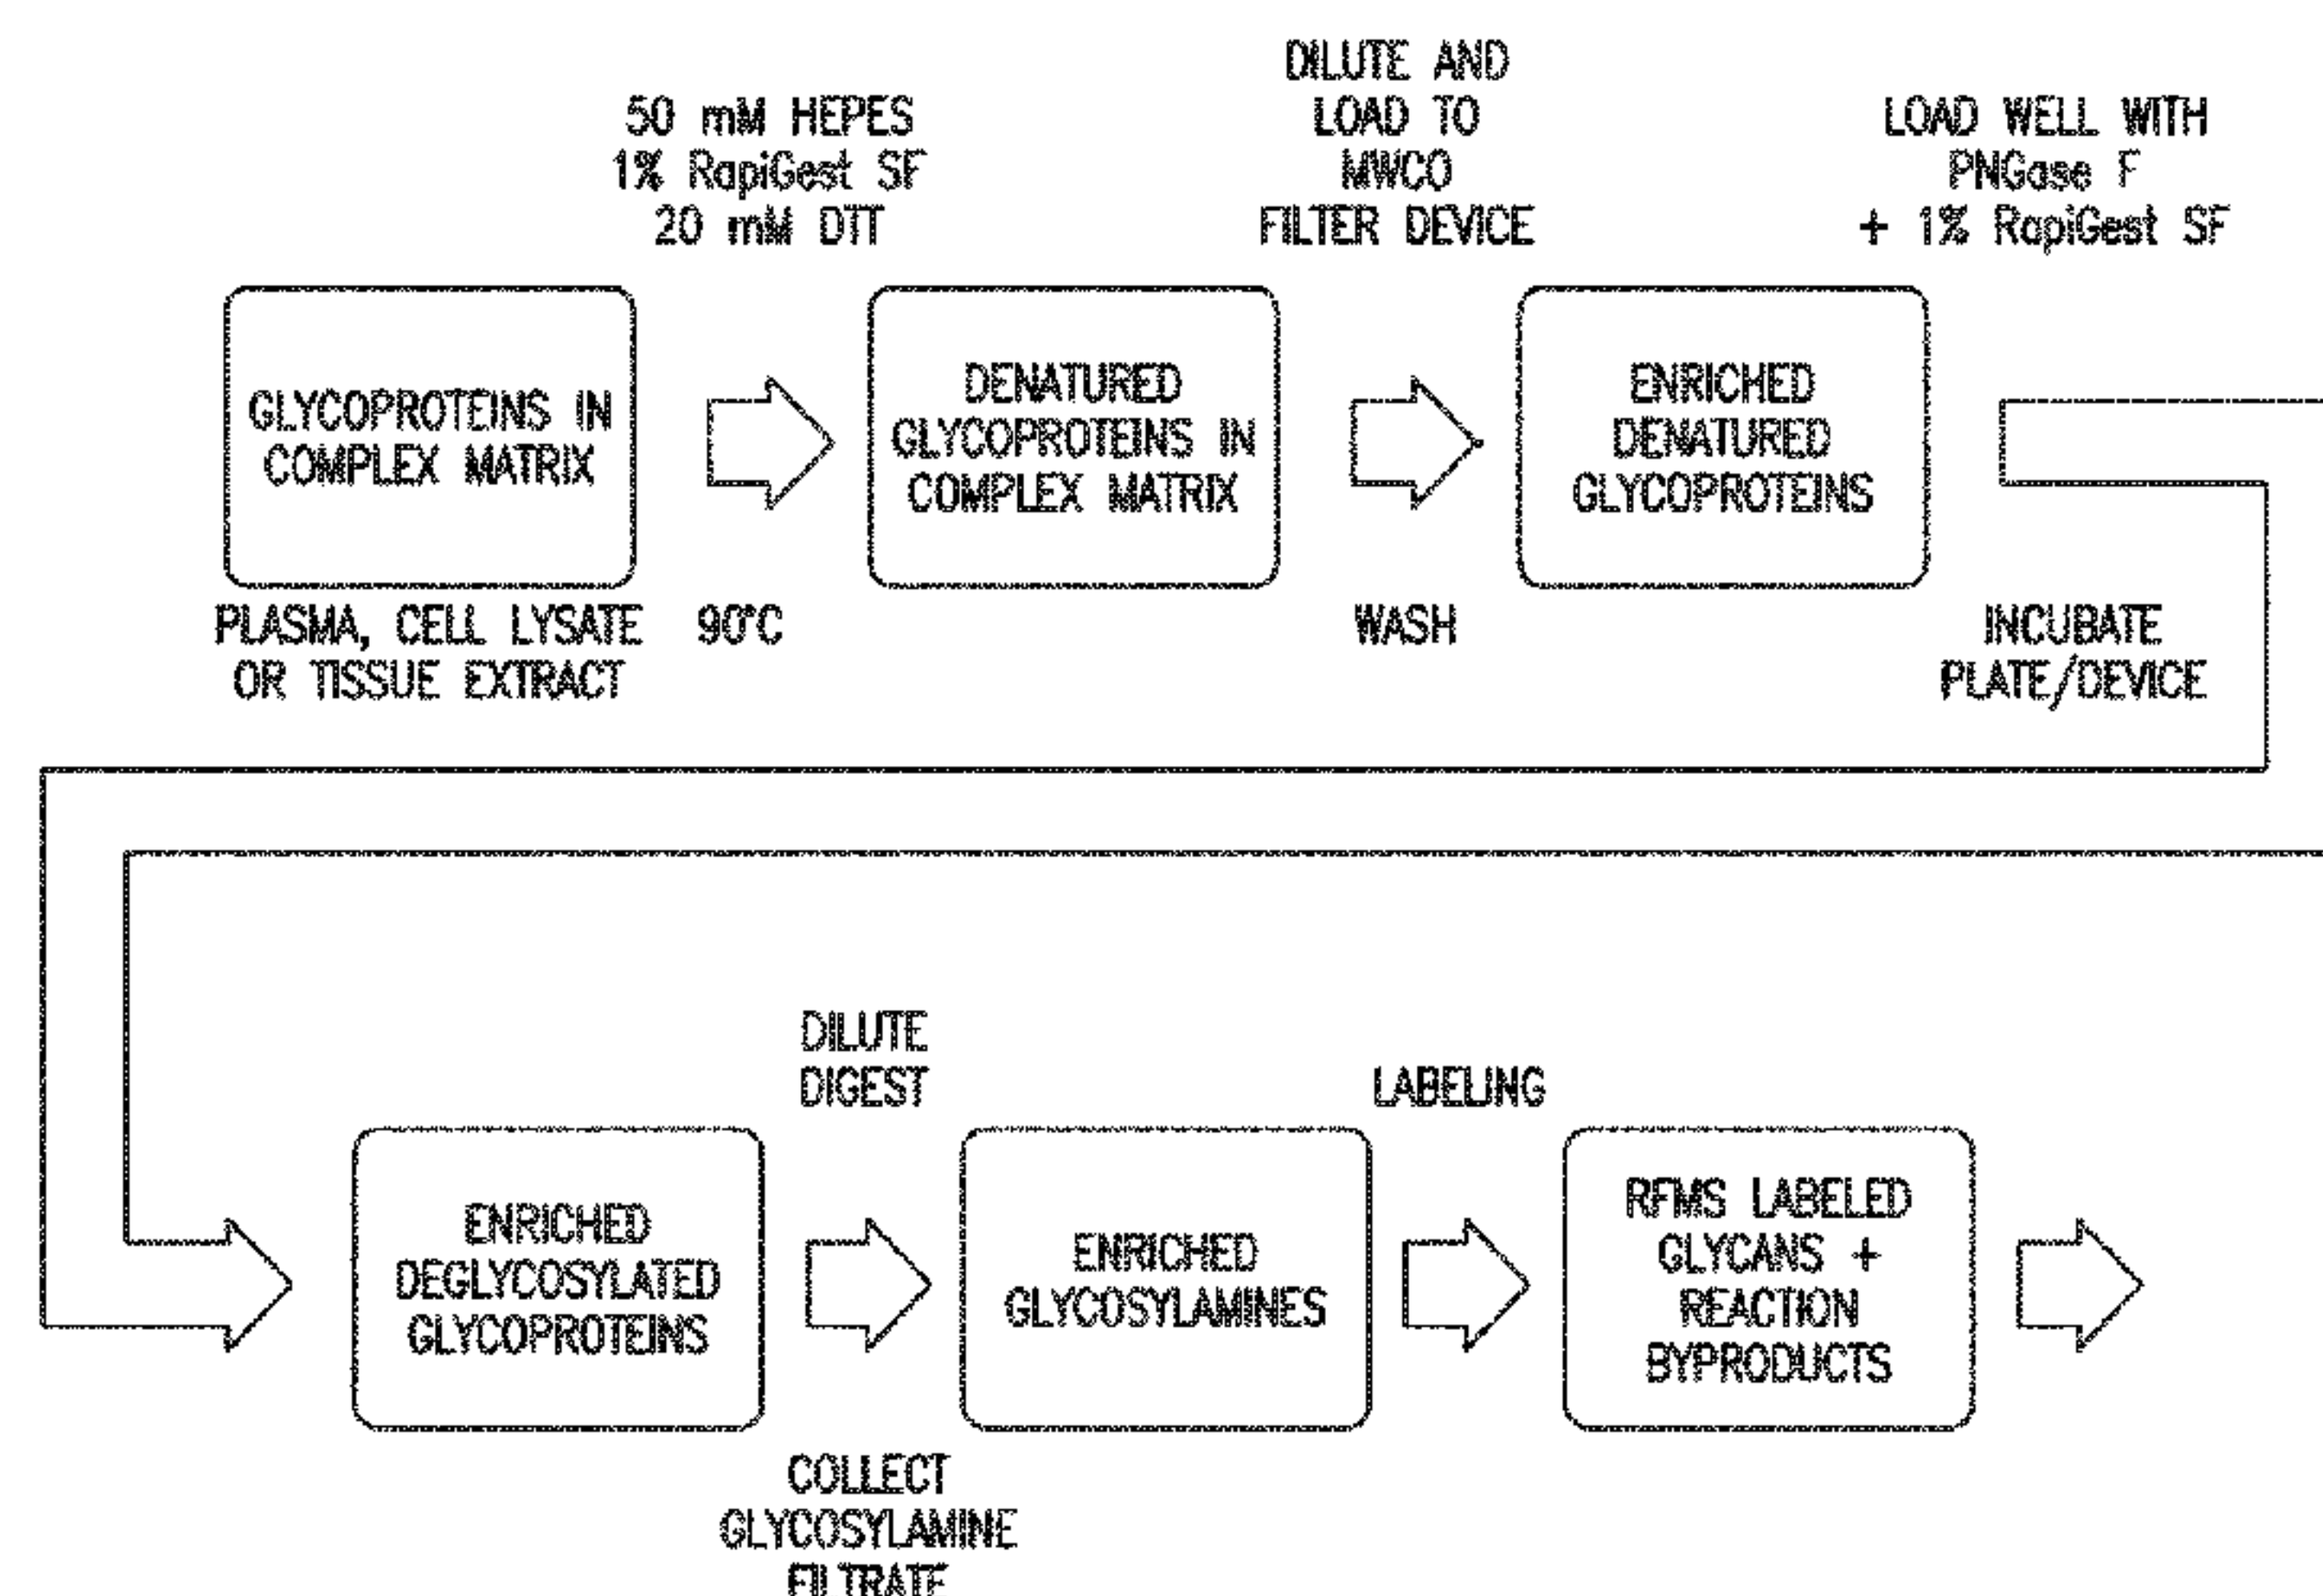 50 mM HEPES
1% RapiGest SF
20 mM DTT
DILUTE AND
LOAD TO
MWCO
FILTER DEVICE
LOAD WELL WITH
PNGase F
+ 1% RapiGest SF
GLYCOPROTEINS IN
COMPLEX MATRIX
DENATURED
GLYCOPROTEINS IN
COMPLEX MATRIX
ENRICHED
DENATURED
GLYCOPROTEINS
PLASMA, CELL LYSATE
OR TISSUE EXTRACT
90°C
WASH
INCUBATE
PLATE/DEVICE
DILUTE
DIGEST
LABELING
ENRICHED
DEGLYCOSYLATED
GLYCOPROTEINS
ENRICHED
GLYCOSYLAMINES
RFMS LABELED
GLYCANS +
REACTION
BYPRODUCTS
COLLECT
GLYCOSYLAMINE
FILTRATE